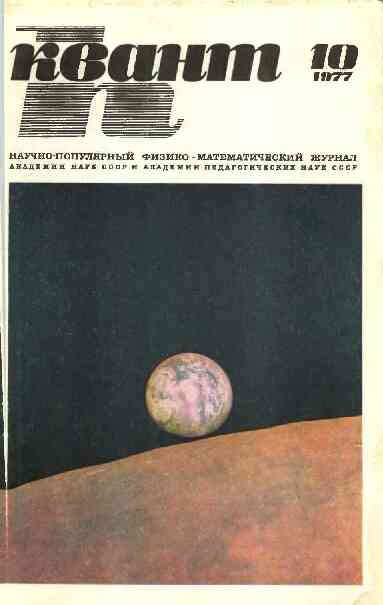 квант 10
1977
НАУЧНО-ПОПУЛЯРНЫЙ ФИЗИКО-МАТЕМАТИЧЕСКИЙ ЖУРНАЛ
АКАДЕМИИ НАУК СССР И АКАДЕМИИ ПЕДАГОГИЧЕСКИХ НАУК СССР